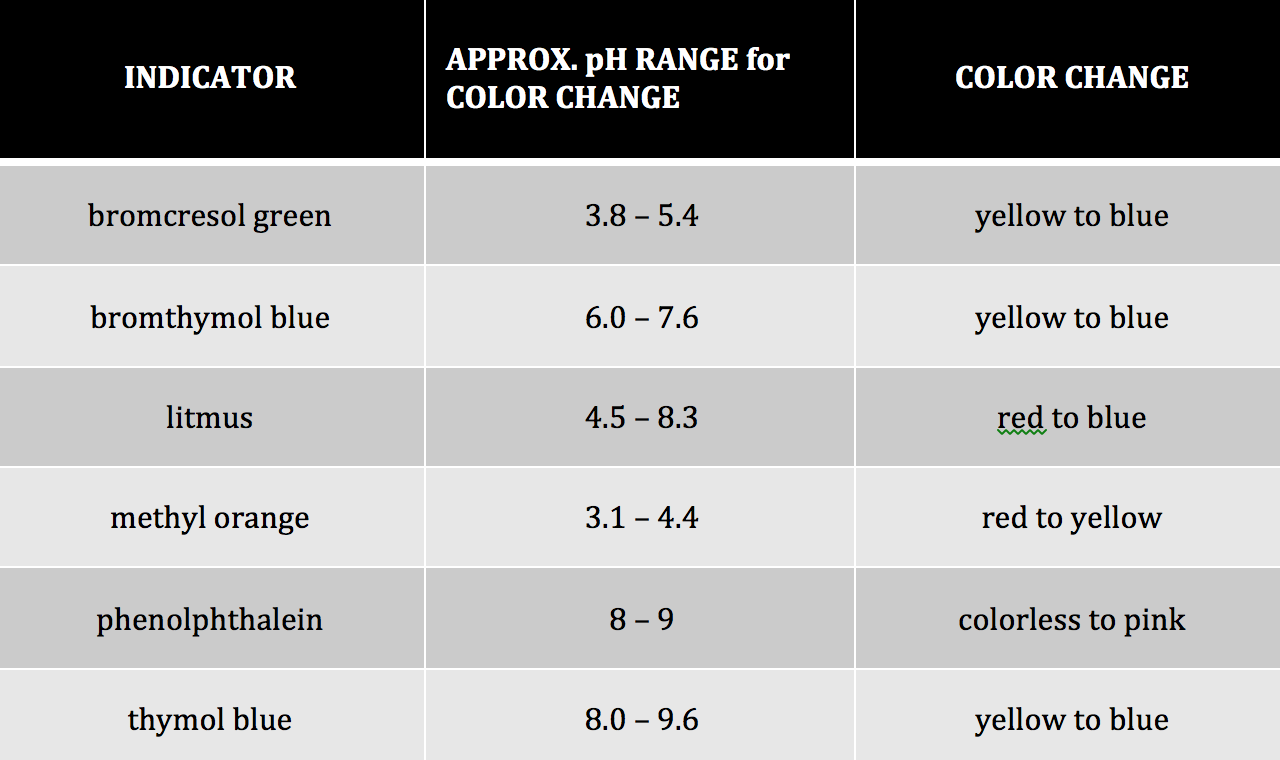 INDICATOR
APPROX. pH RANGE for
COLOR CHANGE
COLOR CHANGE
bromcresol green
3.8 – 5.4
yellow to blue
bromthymol blue
6.0 – 7.6
yellow to blue
litmus
4.5 – 8.3
red to blue
methyl orange
3.1 – 4.4
red to yellow
phenolphthalein
8 – 9
colorless to pink
thymol blue
8.0 – 9.6
yellow to blue